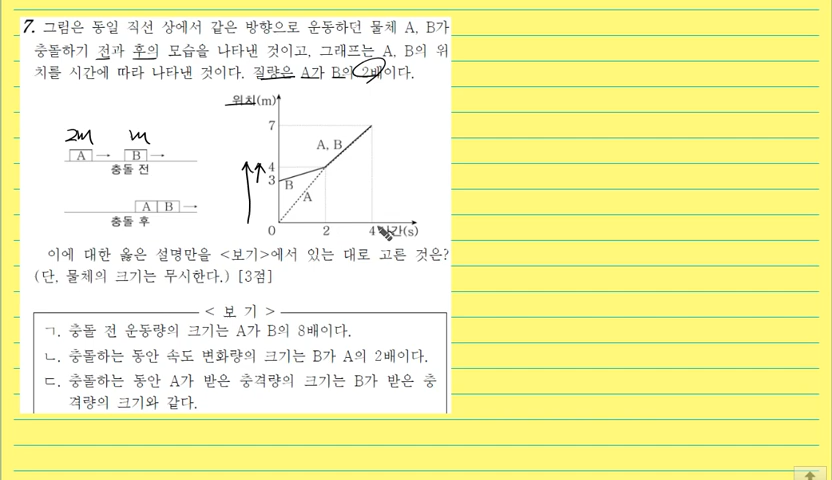 7. 그림은 동일 직선 상에서 같은 방향으로 운동하던 물체 A, B가
충돌하기 전과 후의 모습을 나타낸 것이고, 그래프는 A, B의 위
치를 시간에 따라 나타낸 것이다. 질량은 A가 B의 2배이다.
2m m
A B
충돌 전
A B
충돌 후
위치(m)
7
A, B
4
3
B
A
0 2 4 시간(s)
이에 대한 옳은 설명만을 <보기>에서 있는 대로 고른 것은?
(단, 물체의 크기는 무시한다.) [3점]
< 보 기 >
ㄱ. 충돌 전 운동량의 크기는 A가 B의 8배이다.
ㄴ. 충돌하는 동안 속도 변화량의 크기는 B가 A의 2배이다.
ㄷ. 충돌하는 동안 A가 받은 충격량의 크기는 B가 받은 충
격량의 크기와 같다.